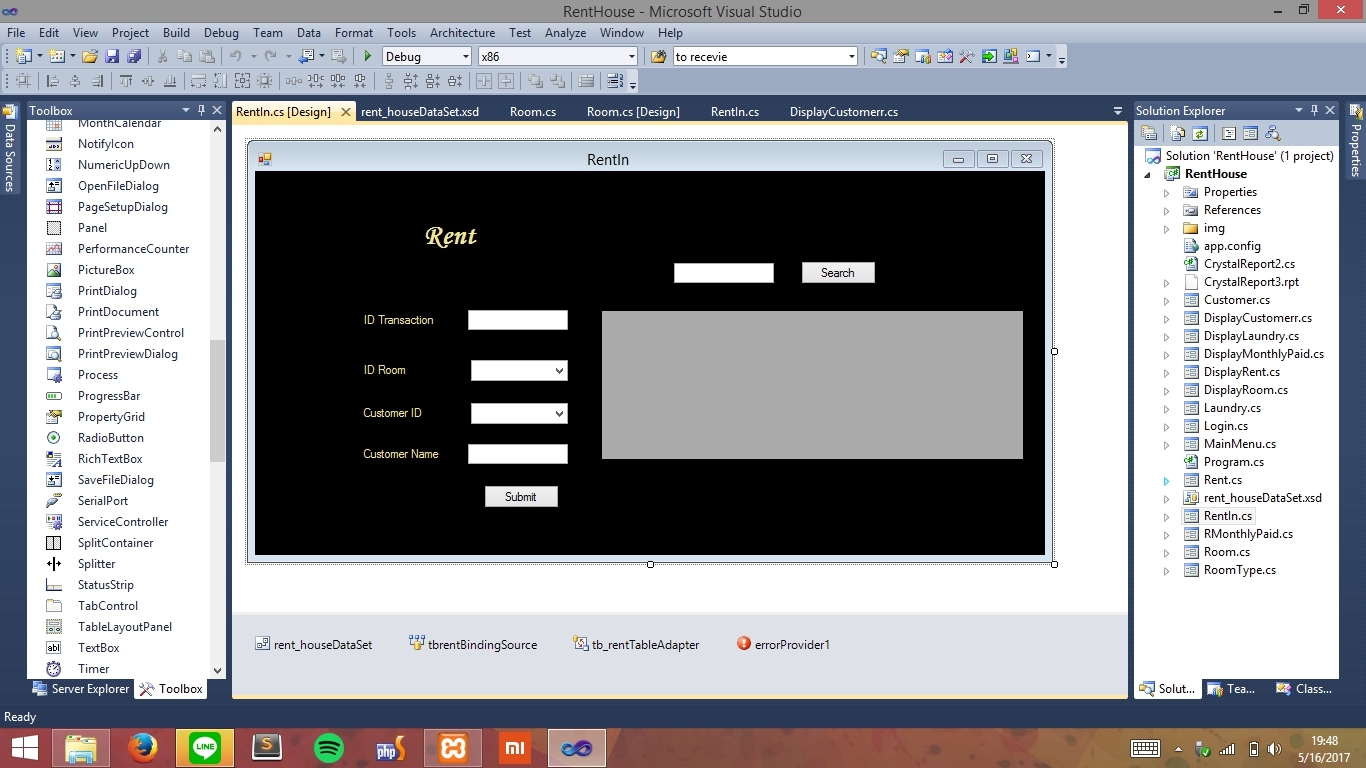 RentHouse - Microsoft Visual Studio
File Edit View Project Build Debug Team Data Format Tools Architecture Test Analyze Window Help
Debug x86 to recevie
Toolbox
RentIn.cs [Design] rent_houseDataSet.xsd Room.cs Room.cs [Design] RentIn.cs DisplayCustomerr.cs
Solution Explorer
Data Sources
MonthCalendar
NotifyIcon
NumericUpDown
OpenFileDialog
PageSetupDialog
Panel
PerformanceCounter
PictureBox
PrintDialog
PrintDocument
PrintPreviewControl
PrintPreviewDialog
Process
ProgressBar
PropertyGrid
RadioButton
RichTextBox
SaveFileDialog
SerialPort
ServiceController
SplitContainer
Splitter
StatusStrip
TabControl
TableLayoutPanel
TextBox
Timer
Server Explorer Toolbox
RentIn
Rent
Search
ID Transaction
ID Room
Customer ID
Customer Name
Submit
rent_houseDataSet tbrentBindingSource tb_rentTableAdapter errorProvider1
Solution 'RentHouse' (1 project)
RentHouse
Properties
References
img
app.config
CrystalReport2.cs
CrystalReport3.rpt
Customer.cs
DisplayCustomerr.cs
DisplayLaundry.cs
DisplayMonthlyPaid.cs
DisplayRent.cs
DisplayRoom.cs
Laundry.cs
Login.cs
MainMenu.cs
Program.cs
Rent.cs
rent_houseDataSet.xsd
RentIn.cs
RMonthlyPaid.cs
Room.cs
RoomType.cs
Solut... Tea... Class...
Properties
Ready
LINE
S
php
mi
19:48
5/16/2017